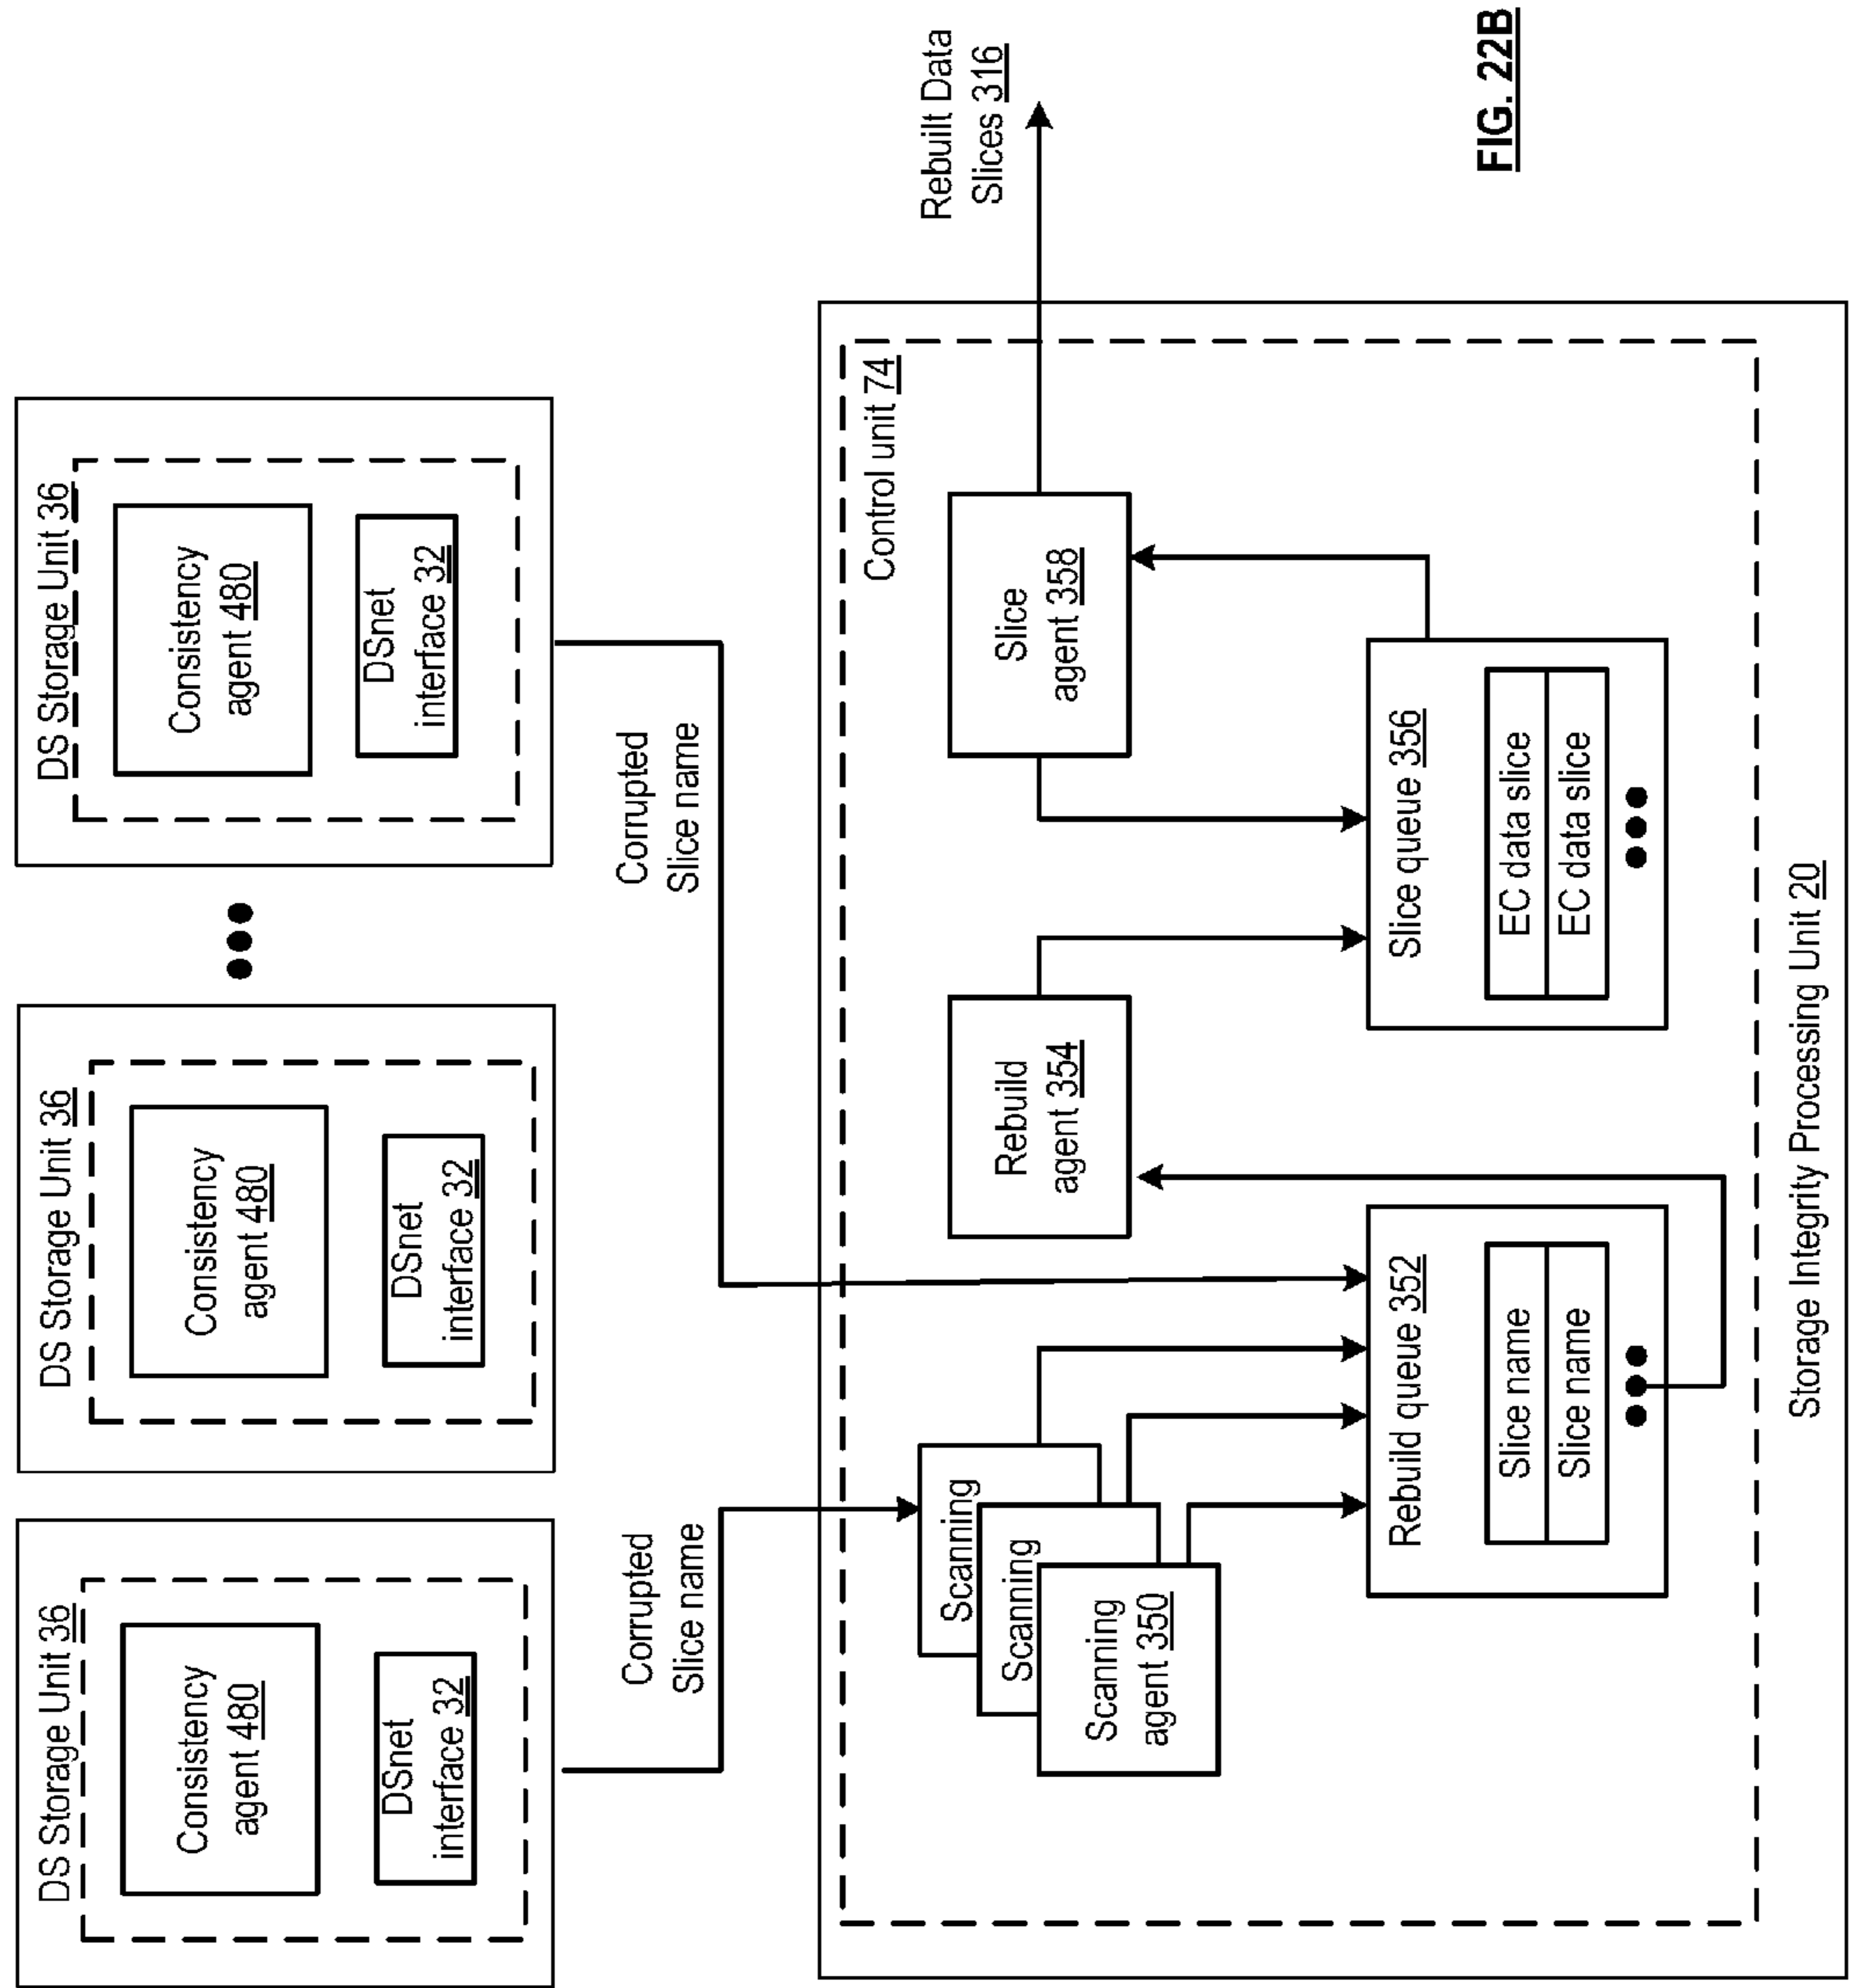 DS Storage Unit 36
Consistency
agent 480
DSnet
interface 32
DS Storage Unit 36
Consistency
agent 480
DSnet
interface 32
DS Storage Unit 36
Consistency
agent 480
DSnet
interface 32
Corrupted
Slice name
Corrupted
Slice name
Control unit 74
Scanning
Scanning
Scanning
agent 350
Rebuild
agent 354
Slice
agent 358
Rebuilt Data
Slices 316
Rebuild queue 352
Slice name
Slice name
Slice queue 356
EC data slice
EC data slice
Storage Integrity Processing Unit 20
FIG. 22B